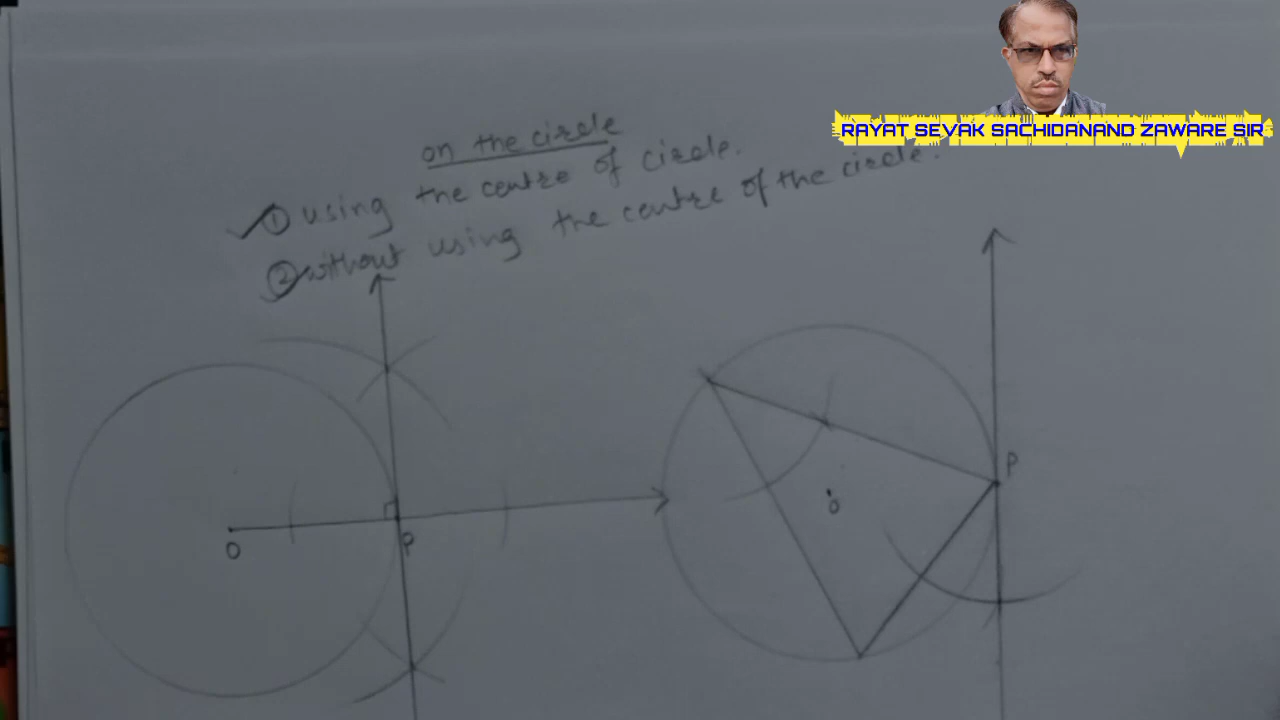 RAYAT SEVAK SACHIDANAND ZAWARE SIR
on the circle
① using the centre of circle.
② without using the centre of the circle.
O
P
O
P